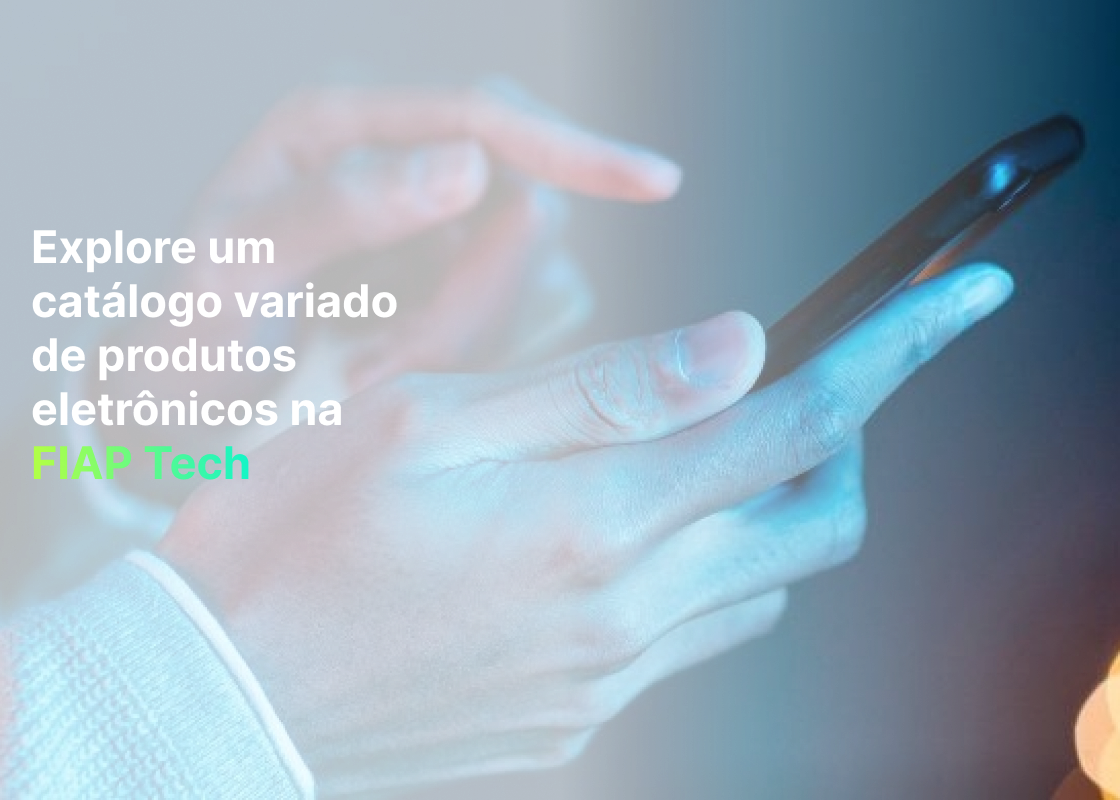 Explore um
catálogo variado
de produtos
eletrônicos na
FIAP Tech